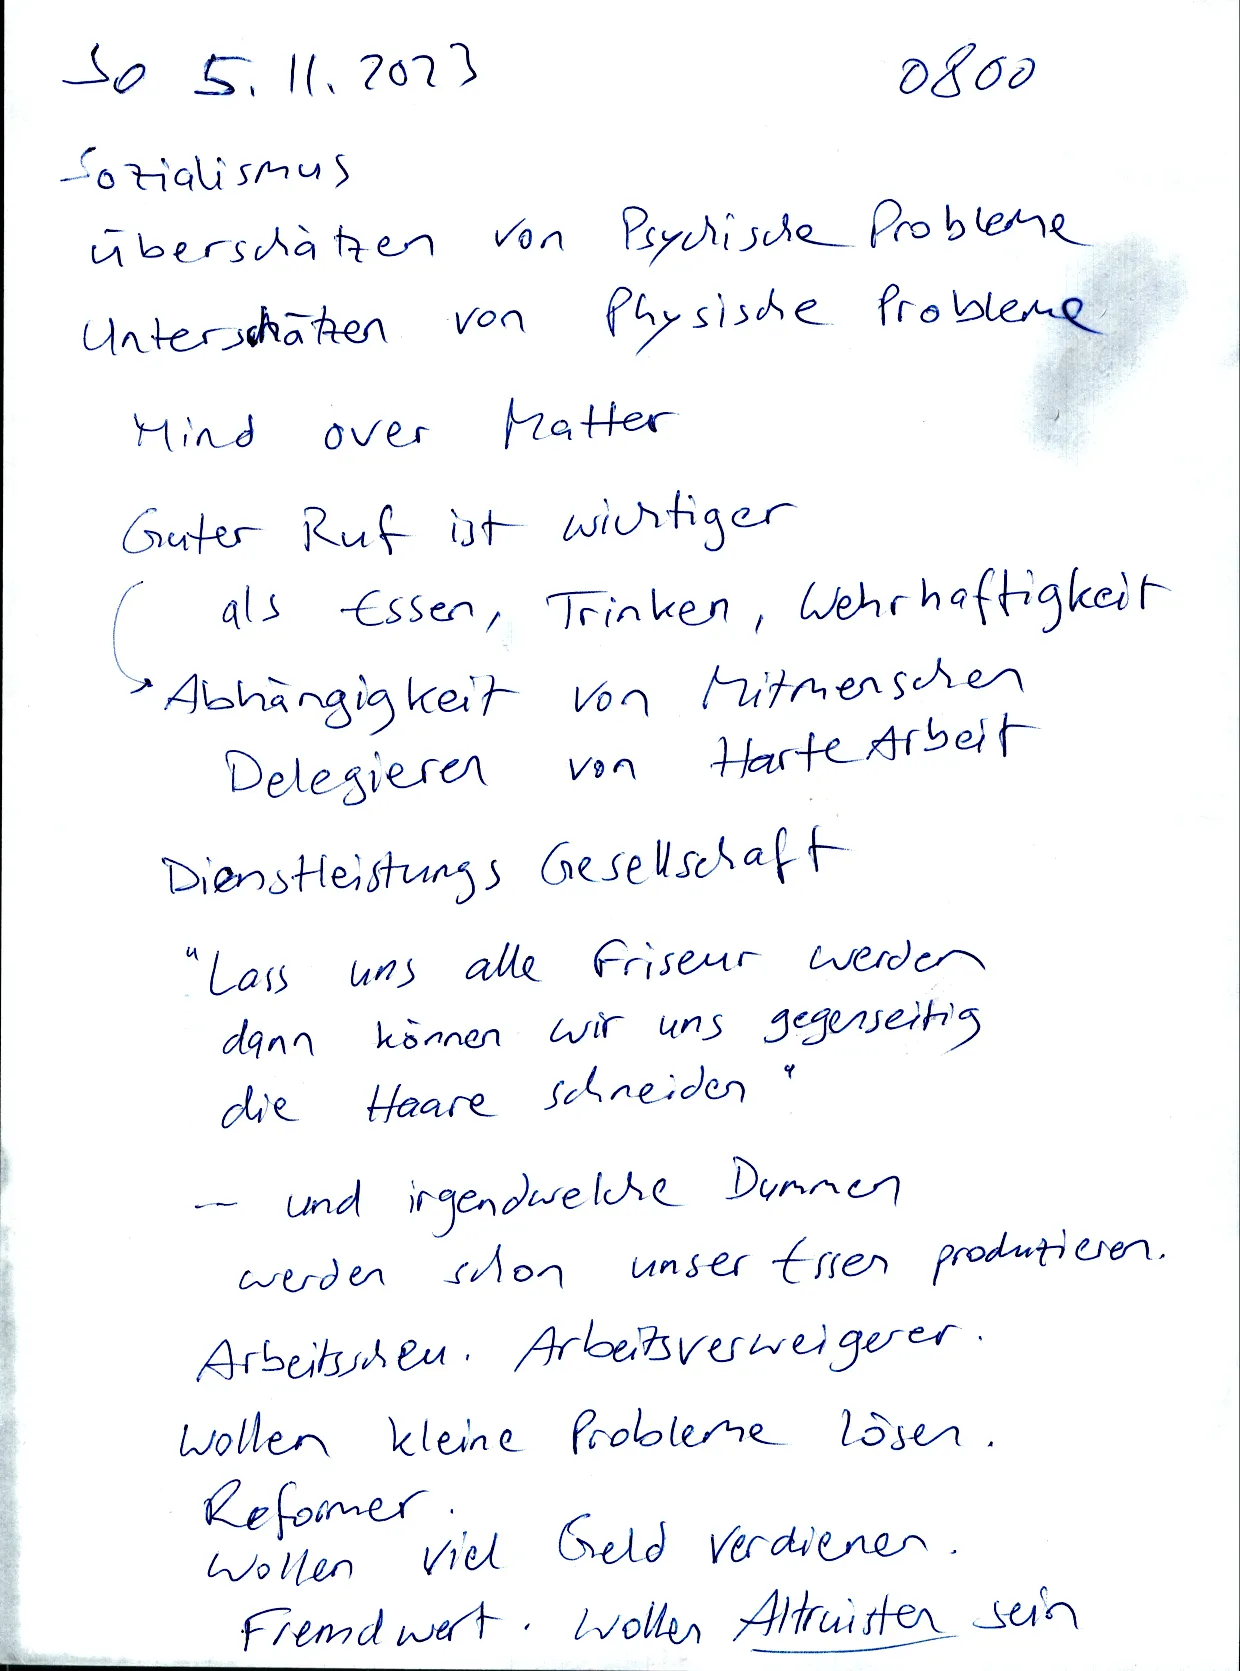 So 5.11.2023 0800
Sozialismus
überschätzen von Psychische Probleme
Unterschätzen von Physische Probleme
Mind over Matter
Guter Ruf ist wichtiger
als Essen, Trinken, Wehrhaftigkeit
Abhängigkeit von Mitmenschen
Delegieren von Harte Arbeit
Dienstleistungs Gesellschaft
"Lass uns alle Friseur werden
dann können wir uns gegenseitig
die Haare schneiden"
— und irgendwelche Dummen
werden schon unser Essen produzieren.
Arbeitsscheu. Arbeitsverweigerer.
Wollen kleine Probleme lösen.
Reformer.
Wollen viel Geld verdienen.
Fremdwert. Wollen Altruisten sein